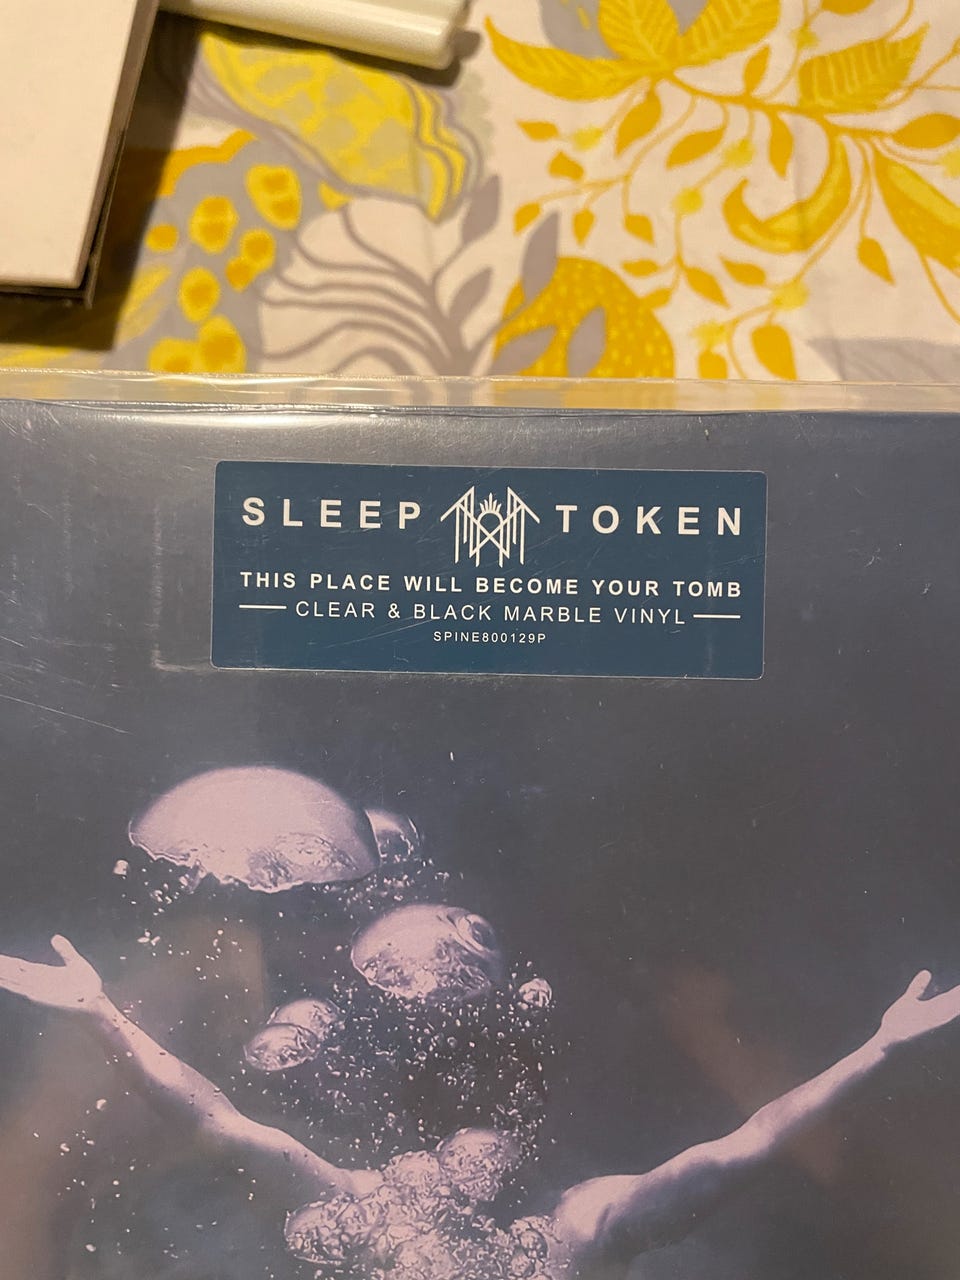 SLEEP TOKEN
THIS PLACE WILL BECOME YOUR TOMB
CLEAR & BLACK MARBLE VINYL
SPINE800129P